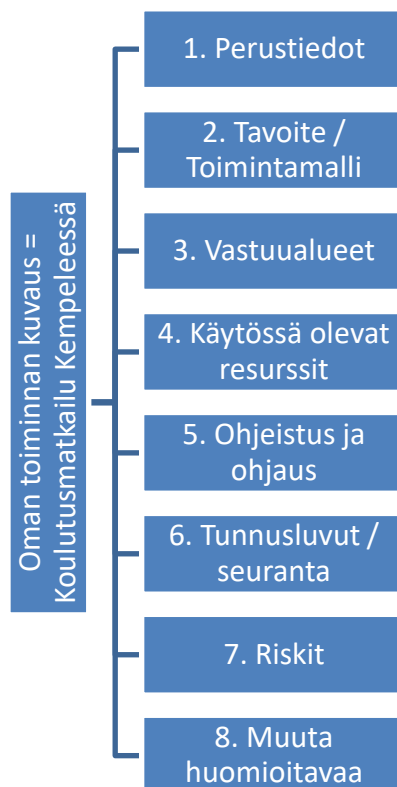 Oman toiminnan kuvaus =
Koulutusmatkailu Kempeleessä
1. Perustiedot
2. Tavoite /
Toimintamalli
3. Vastuualueet
4. Käytössä olevat
resurssit
5. Ohjeistus ja
ohjaus
6. Tunnusluvut /
seuranta
7. Riskit
8. Muuta
huomioitavaa